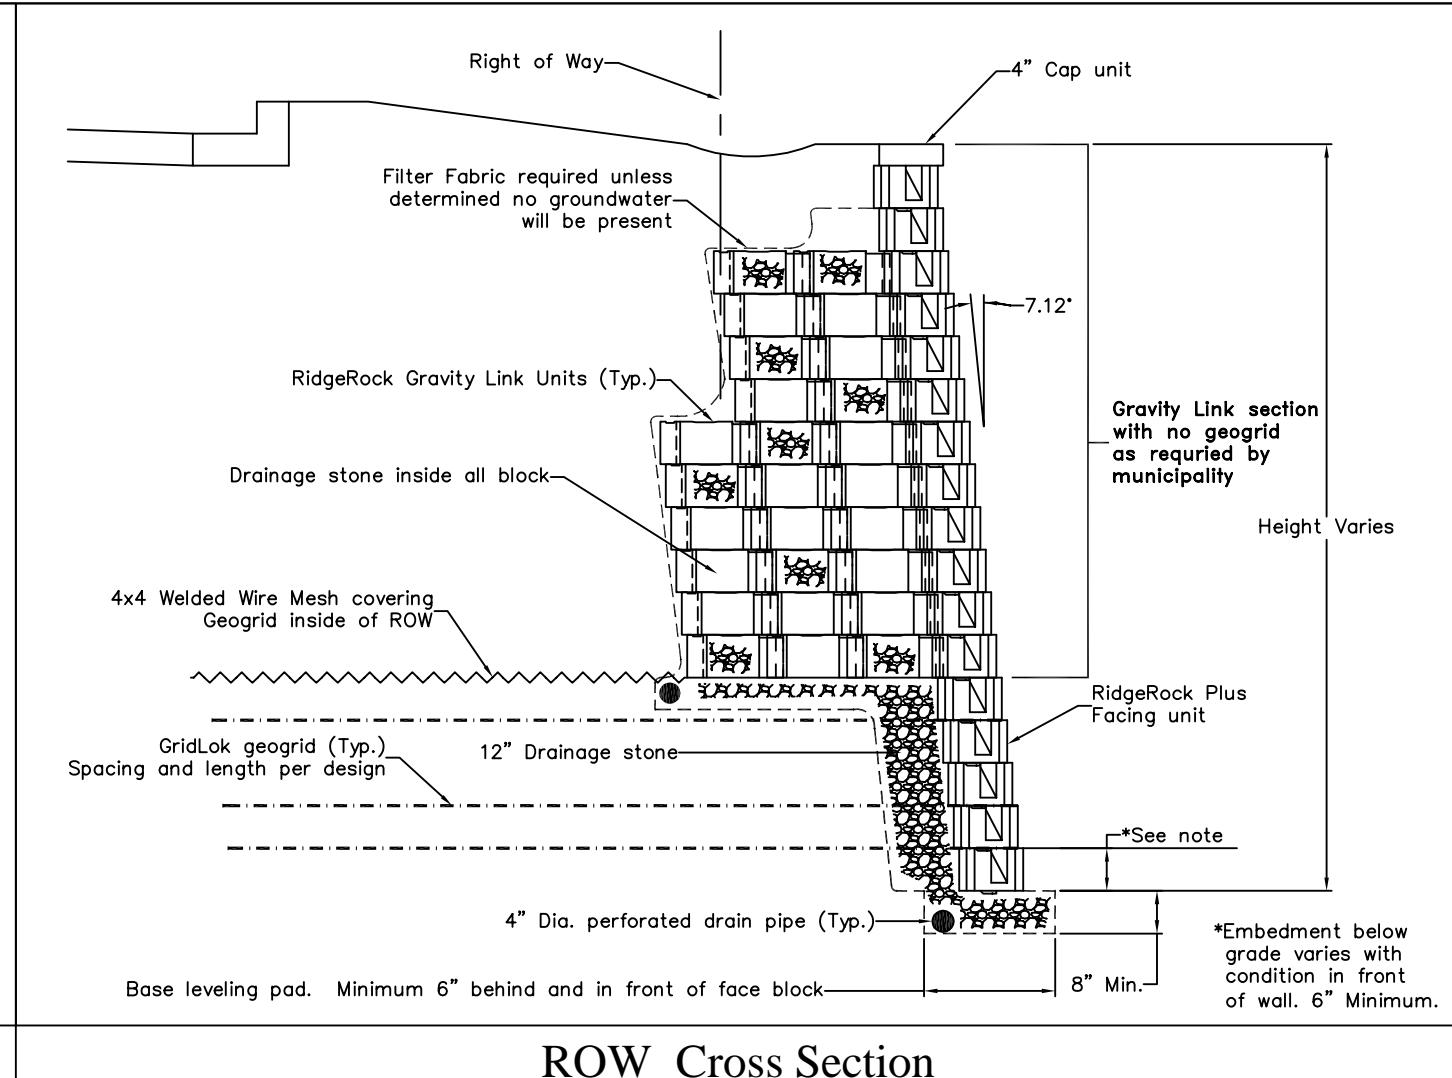 Right of Way
4” Cap unit
Filter Fabric required unless
determined no groundwater
will be present
7.12°
RidgeRock Gravity Link Units (Typ.)
Gravity Link section
with no geogrid
as requried by
municipality
Drainage stone inside all block
Height Varies
4x4 Welded Wire Mesh covering
Geogrid inside of ROW
RidgeRock Plus
Facing unit
GridLok geogrid (Typ.)
Spacing and length per design
12” Drainage stone
*See note
4” Dia. perforated drain pipe (Typ.)
*Embedment below
grade varies with
condition in front
of wall. 6” Minimum.
Base leveling pad. Minimum 6” behind and in front of face block
8” Min.
ROW Cross Section